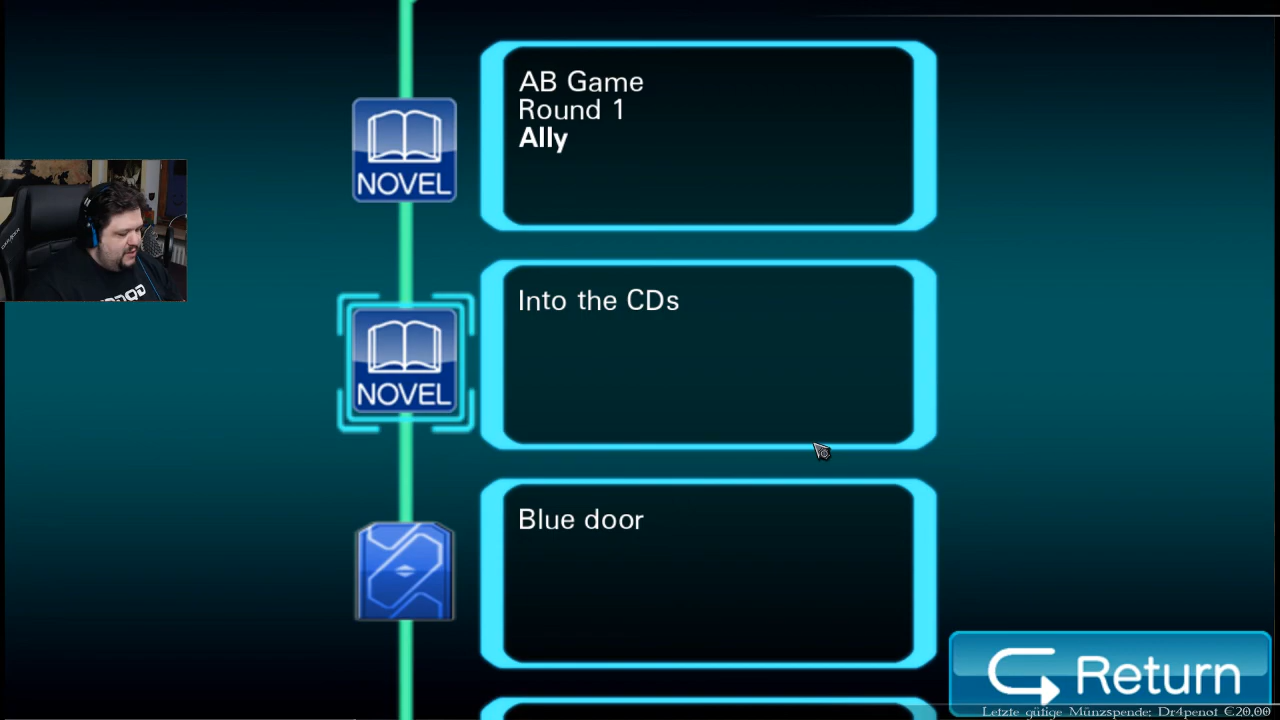 AB Game
Round 1
Ally
NOVEL
Into the CDs
NOVEL
Blue door
Return
Letzte gütige Münzspende: Dr4penot €20,00